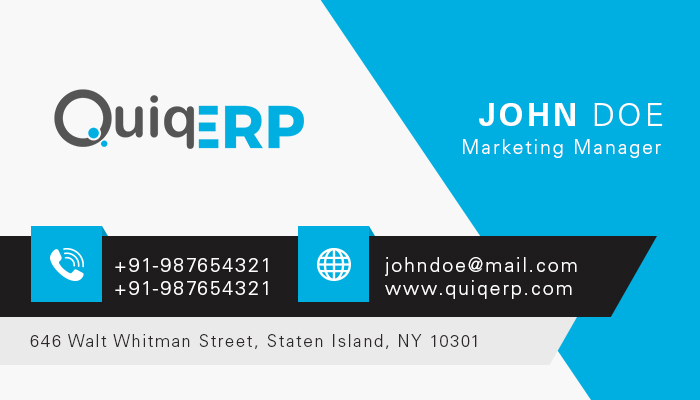 QuiqERP
JOHN DOE
Marketing Manager
+91-987654321
+91-987654321
johndoe@mail.com
www.quiqerp.com
646 Walt Whitman Street, Staten Island, NY 10301